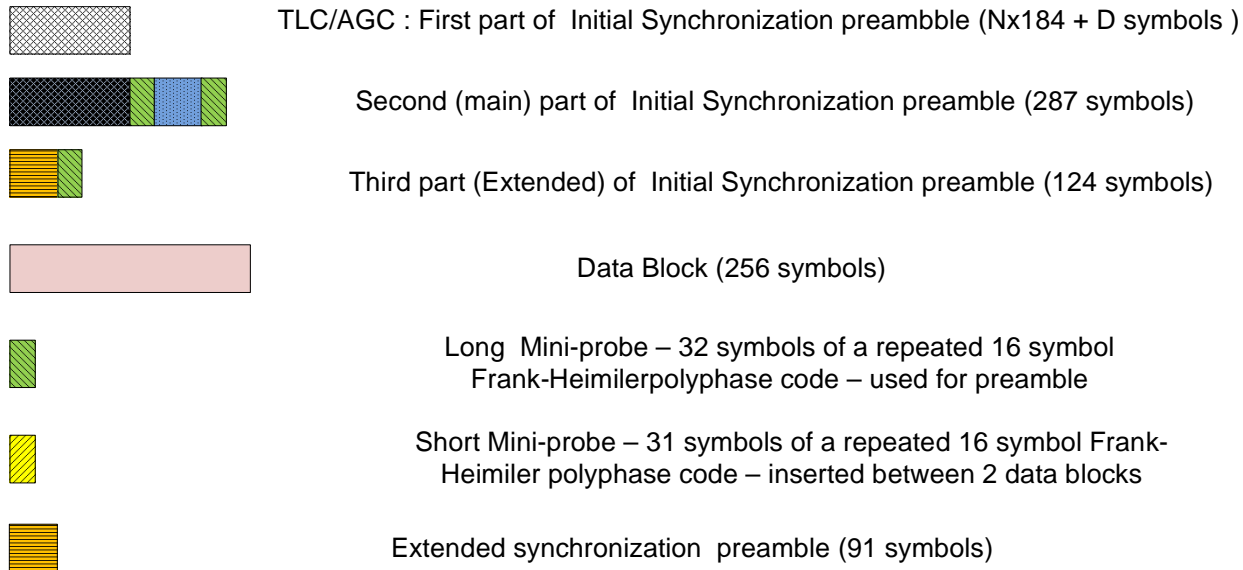 TLC/AGC : First part of Initial Synchronization preambble (Nx184 + D symbols )
Second (main) part of Initial Synchronization preamble (287 symbols)
Third part (Extended) of Initial Synchronization preamble (124 symbols)
Data Block (256 symbols)
Long Mini-probe – 32 symbols of a repeated 16 symbol
Frank-Heimilerpolyphase code – used for preamble
Short Mini-probe – 31 symbols of a repeated 16 symbol Frank-
Heimiler polyphase code – inserted between 2 data blocks
Extended synchronization preamble (91 symbols)